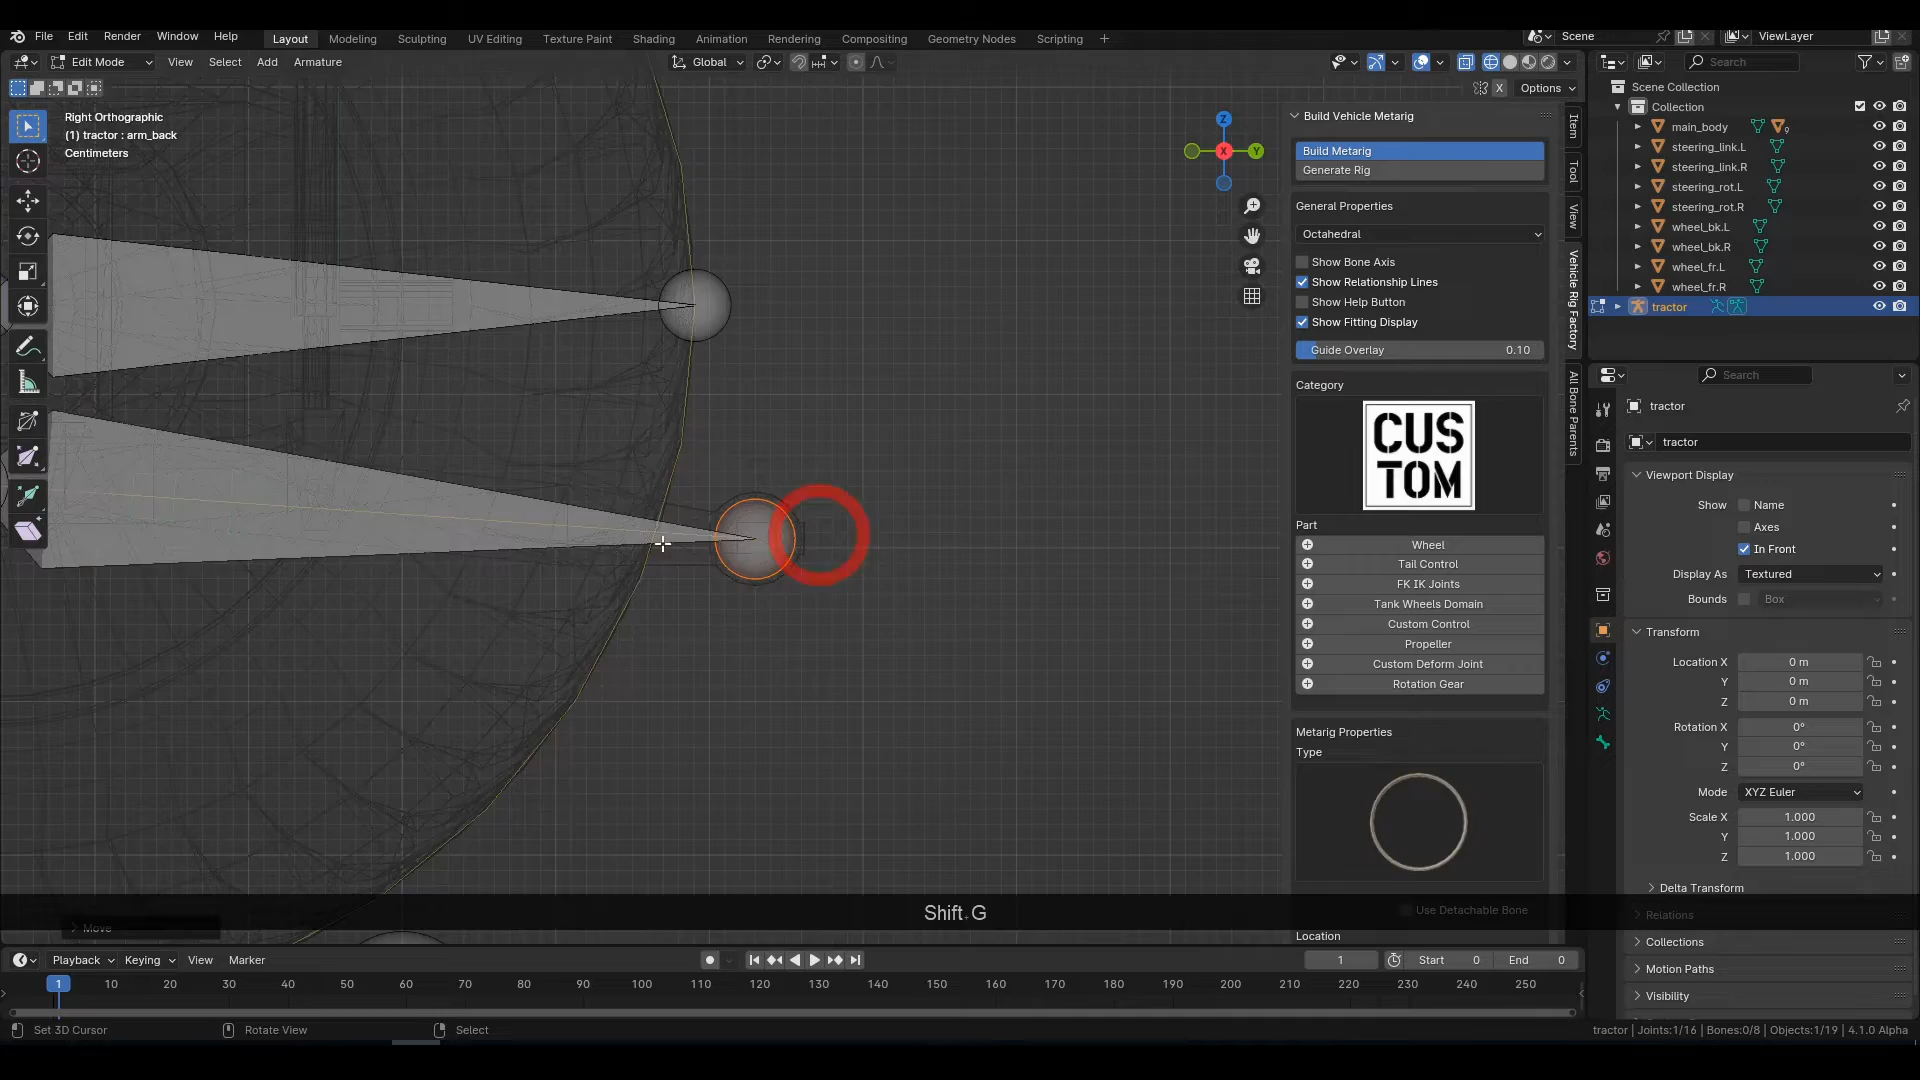 File Edit Render Window Help
Layout Modeling Sculpting UV Editing Texture Paint Shading Animation Rendering Compositing Geometry Nodes Scripting +
Scene
ViewLayer
Edit Mode View Select Add Armature
Global
Search
X Options
Right Orthographic
(1) tractor : arm_back
Centimeters
Z
X
Y
Item
Tool
View
Vehicle Rig Factory
All Bone Parents
Build Vehicle Metarig
Build Metarig
Generate Rig
General Properties
Octahedral
Show Bone Axis
Show Relationship Lines
Show Help Button
Show Fitting Display
Guide Overlay 0.10
Category
CUS
TOM
Part
Wheel
Tail Control
FK IK Joints
Tank Wheels Domain
Custom Control
Propeller
Custom Deform Joint
Rotation Gear
Metarig Properties
Type
Use Detachable Bone
Location
Scene Collection
Collection
main_body 9
steering_link.L
steering_link.R
steering_rot.L
steering_rot.R
wheel_bk.L
wheel_bk.R
wheel_fr.L
wheel_fr.R
tractor
Search
tractor
tractor
Viewport Display
Show Name
Axes
In Front
Display As Textured
Bounds Box
Transform
Location X 0 m
Y 0 m
Z 0 m
Rotation X 0°
Y 0°
Z 0°
Mode XYZ Euler
Scale X 1.000
Y 1.000
Z 1.000
Delta Transform
Relations
Collections
Motion Paths
Visibility
Move
Shift G
Playback Keying View Marker
1 Start 0 End 0
1 10 20 30 40 50 60 70 80 90 100 110 120 130 140 150 160 170 180 190 200 210 220 230 240 250
Set 3D Cursor Rotate View Select
tractor | Joints:1/16 | Bones:0/8 | Objects:1/19 | 4.1.0 Alpha